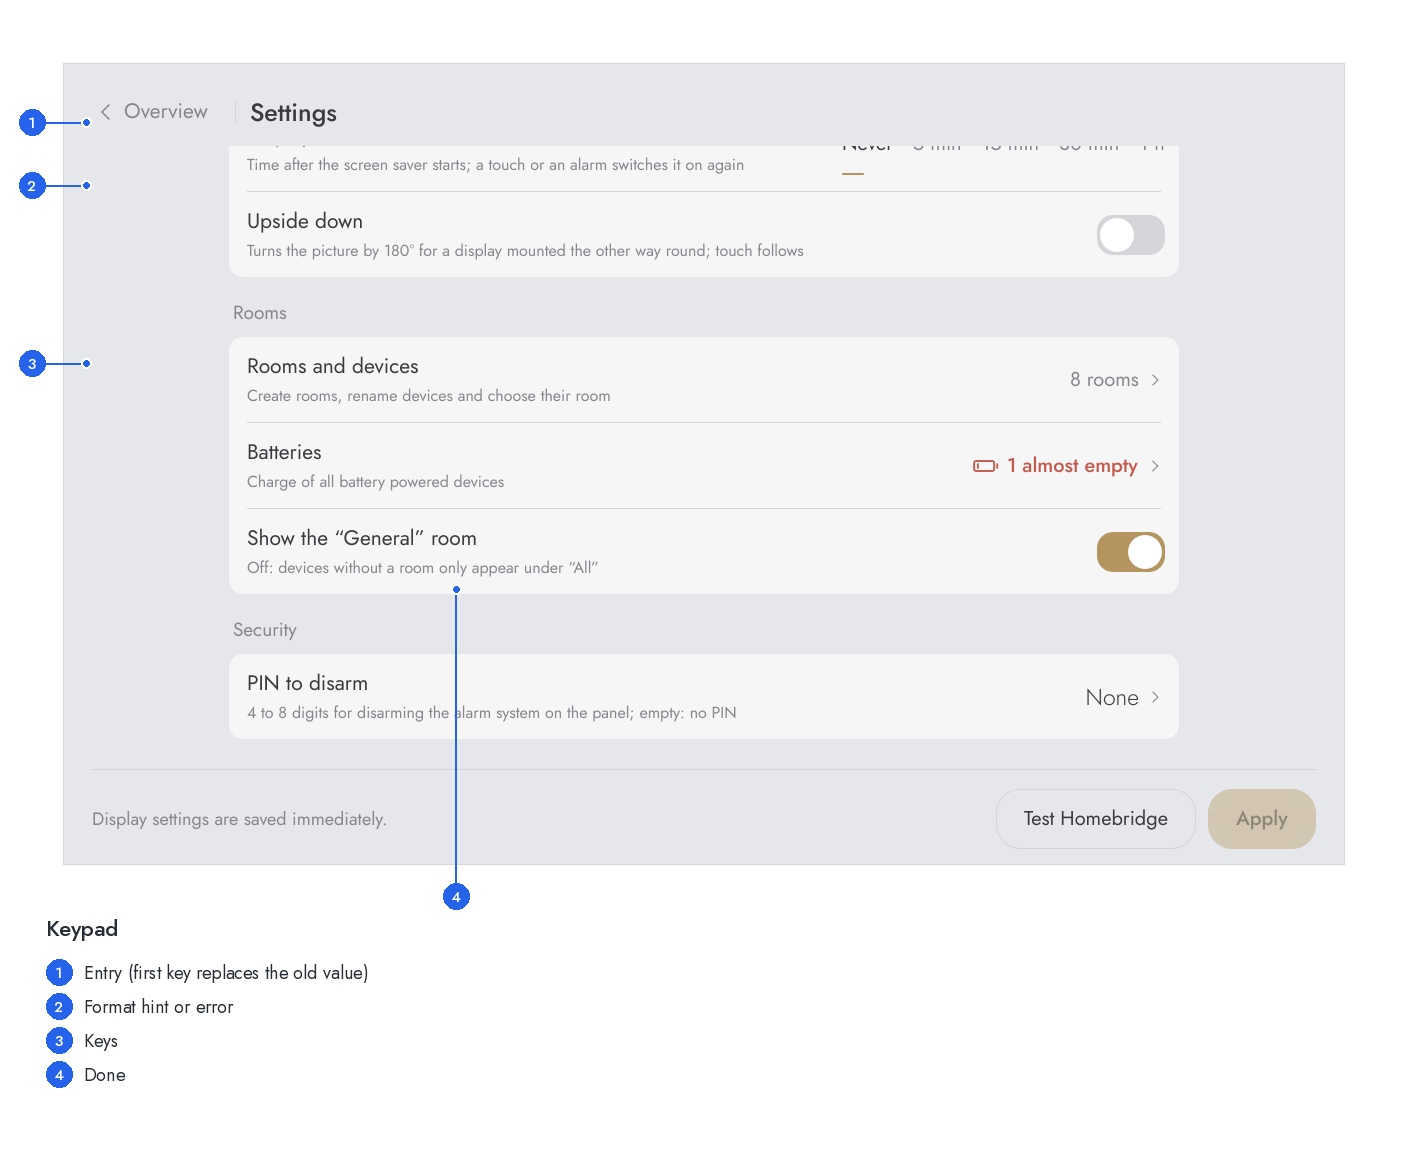 Overview
Settings
1
Never
Time after the screen saver starts; a touch or an alarm switches it on again
2
Upside down
Turns the picture by 180° for a display mounted the other way round; touch follows
Rooms
3
Rooms and devices
8 rooms
Create rooms, rename devices and choose their room
Batteries
1 almost empty
Charge of all battery powered devices
Show the “General” room
Off: devices without a room only appear under “All”
Security
PIN to disarm
None
4 to 8 digits for disarming the alarm system on the panel; empty: no PIN
Display settings are saved immediately.
Test Homebridge
Apply
4
Keypad
1 Entry (first key replaces the old value)
2 Format hint or error
3 Keys
4 Done